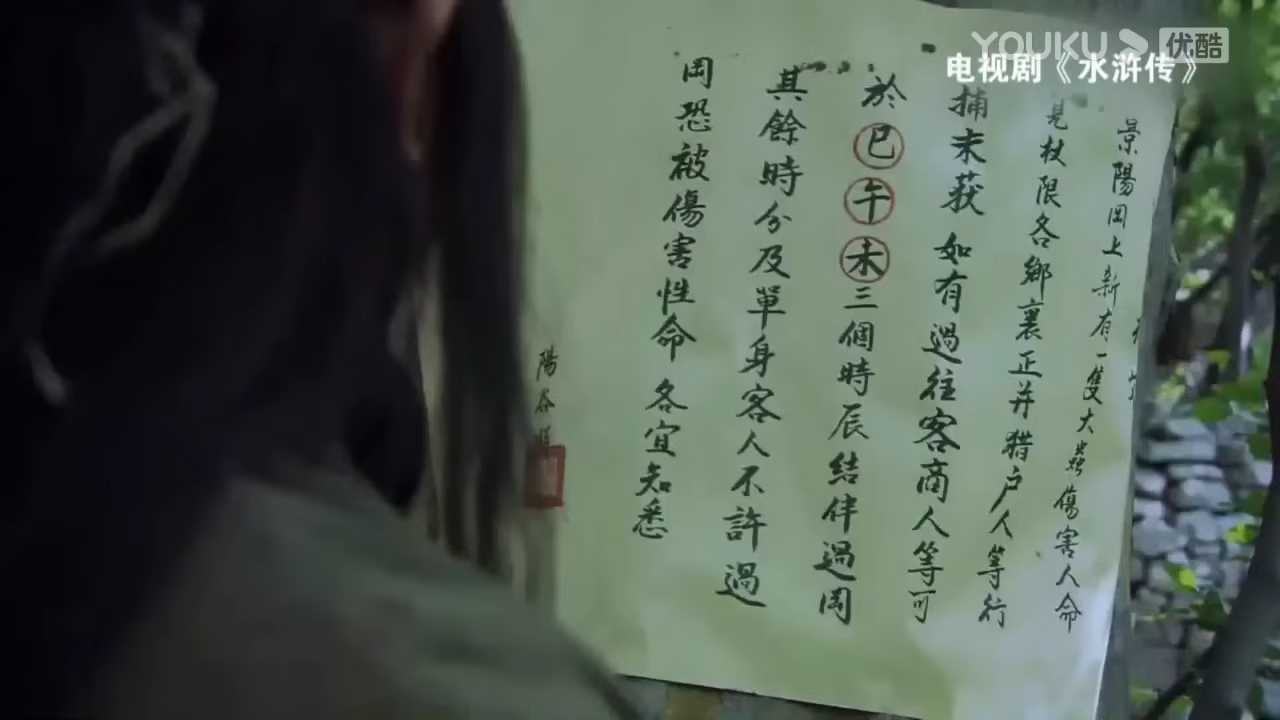 YOUKU 优酷
电视剧《水浒传》
景陽岡上新有一隻大蟲傷害人命
見杖限各鄉裏正并猎户人等行
捕未获 如有過往客商人等可
於巳午未三個時辰結伴過岡
其餘時分及單身客人不許過
岡恐被傷害性命 各宜知悉
陽谷